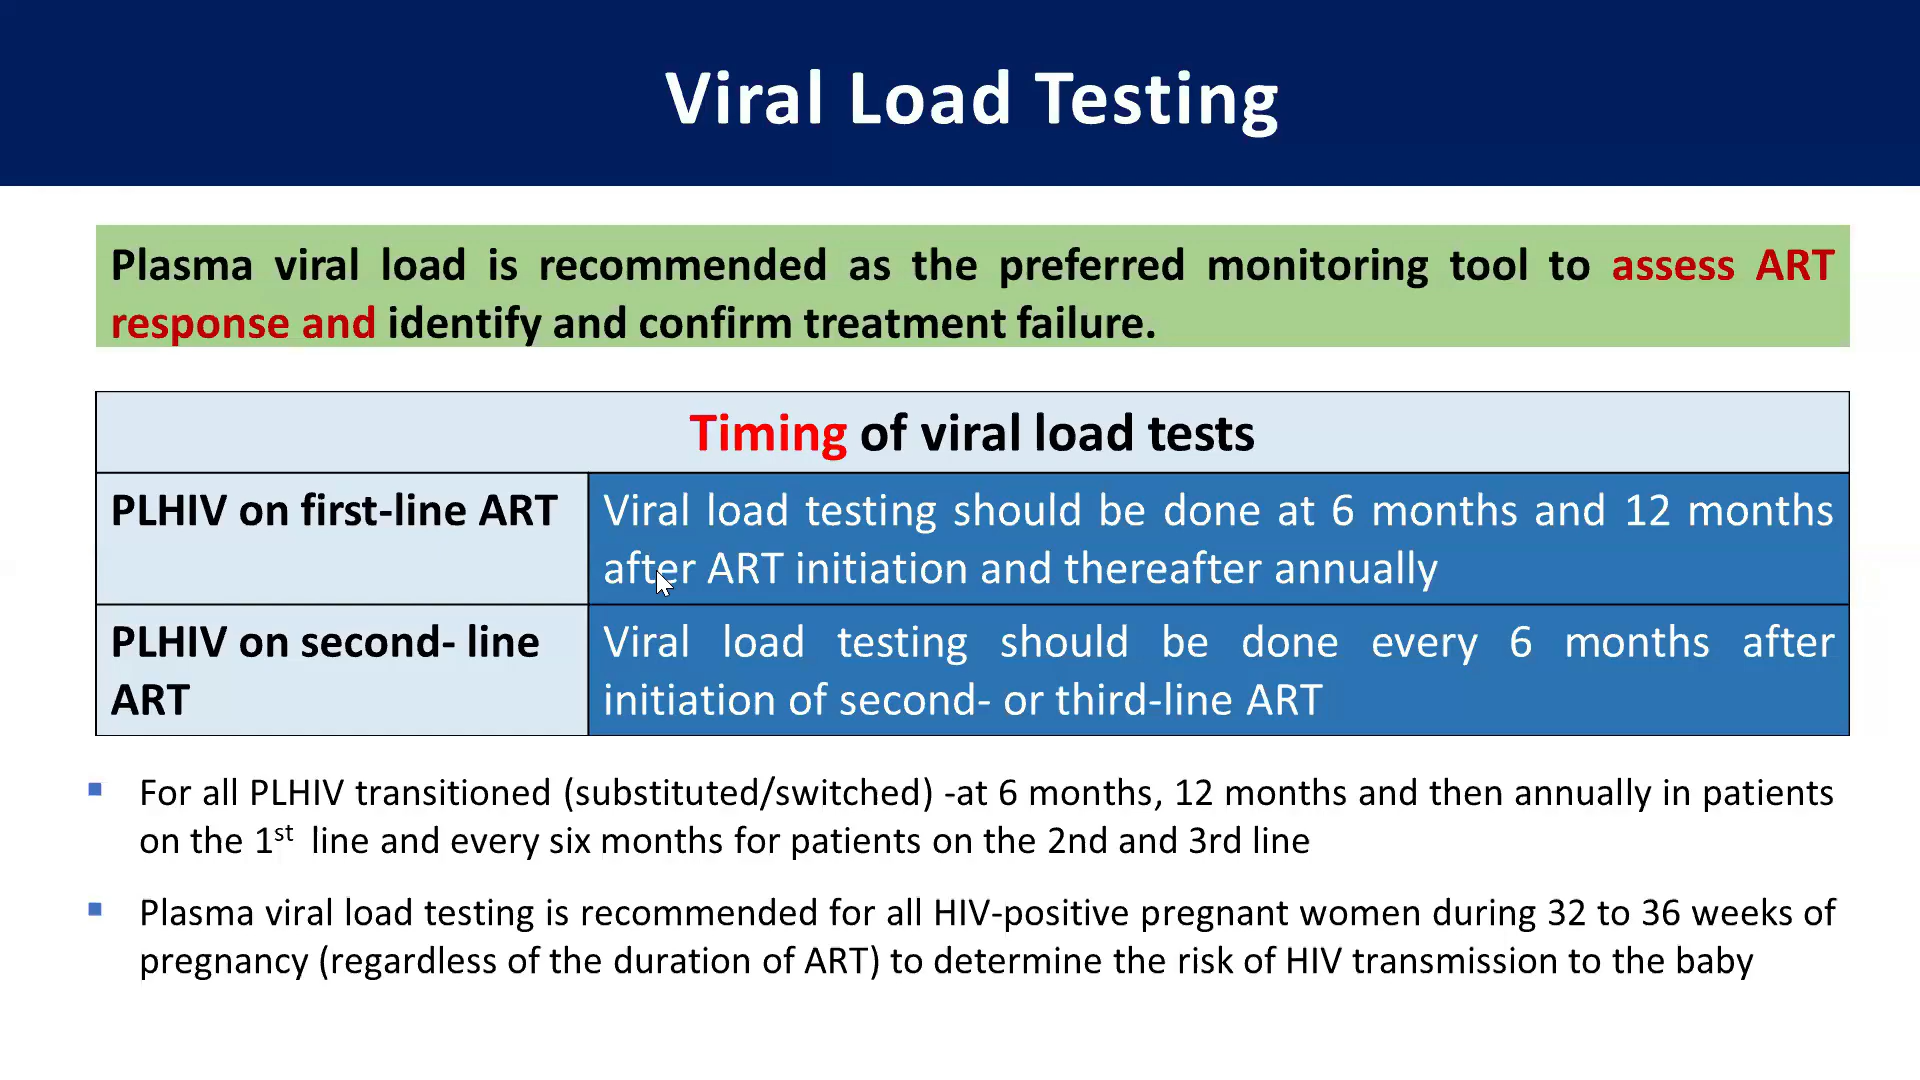 Viral Load Testing
Plasma viral load is recommended as the preferred monitoring tool to assess ART
response and identify and confirm treatment failure.
Timing of viral load tests
PLHIV on first-line ART
Viral load testing should be done at 6 months and 12 months
after ART initiation and thereafter annually
PLHIV on second- line
ART
Viral load testing should be done every 6 months after
initiation of second- or third-line ART
▪ For all PLHIV transitioned (substituted/switched) -at 6 months, 12 months and then annually in patients
on the 1st line and every six months for patients on the 2nd and 3rd line
▪ Plasma viral load testing is recommended for all HIV-positive pregnant women during 32 to 36 weeks of
pregnancy (regardless of the duration of ART) to determine the risk of HIV transmission to the baby